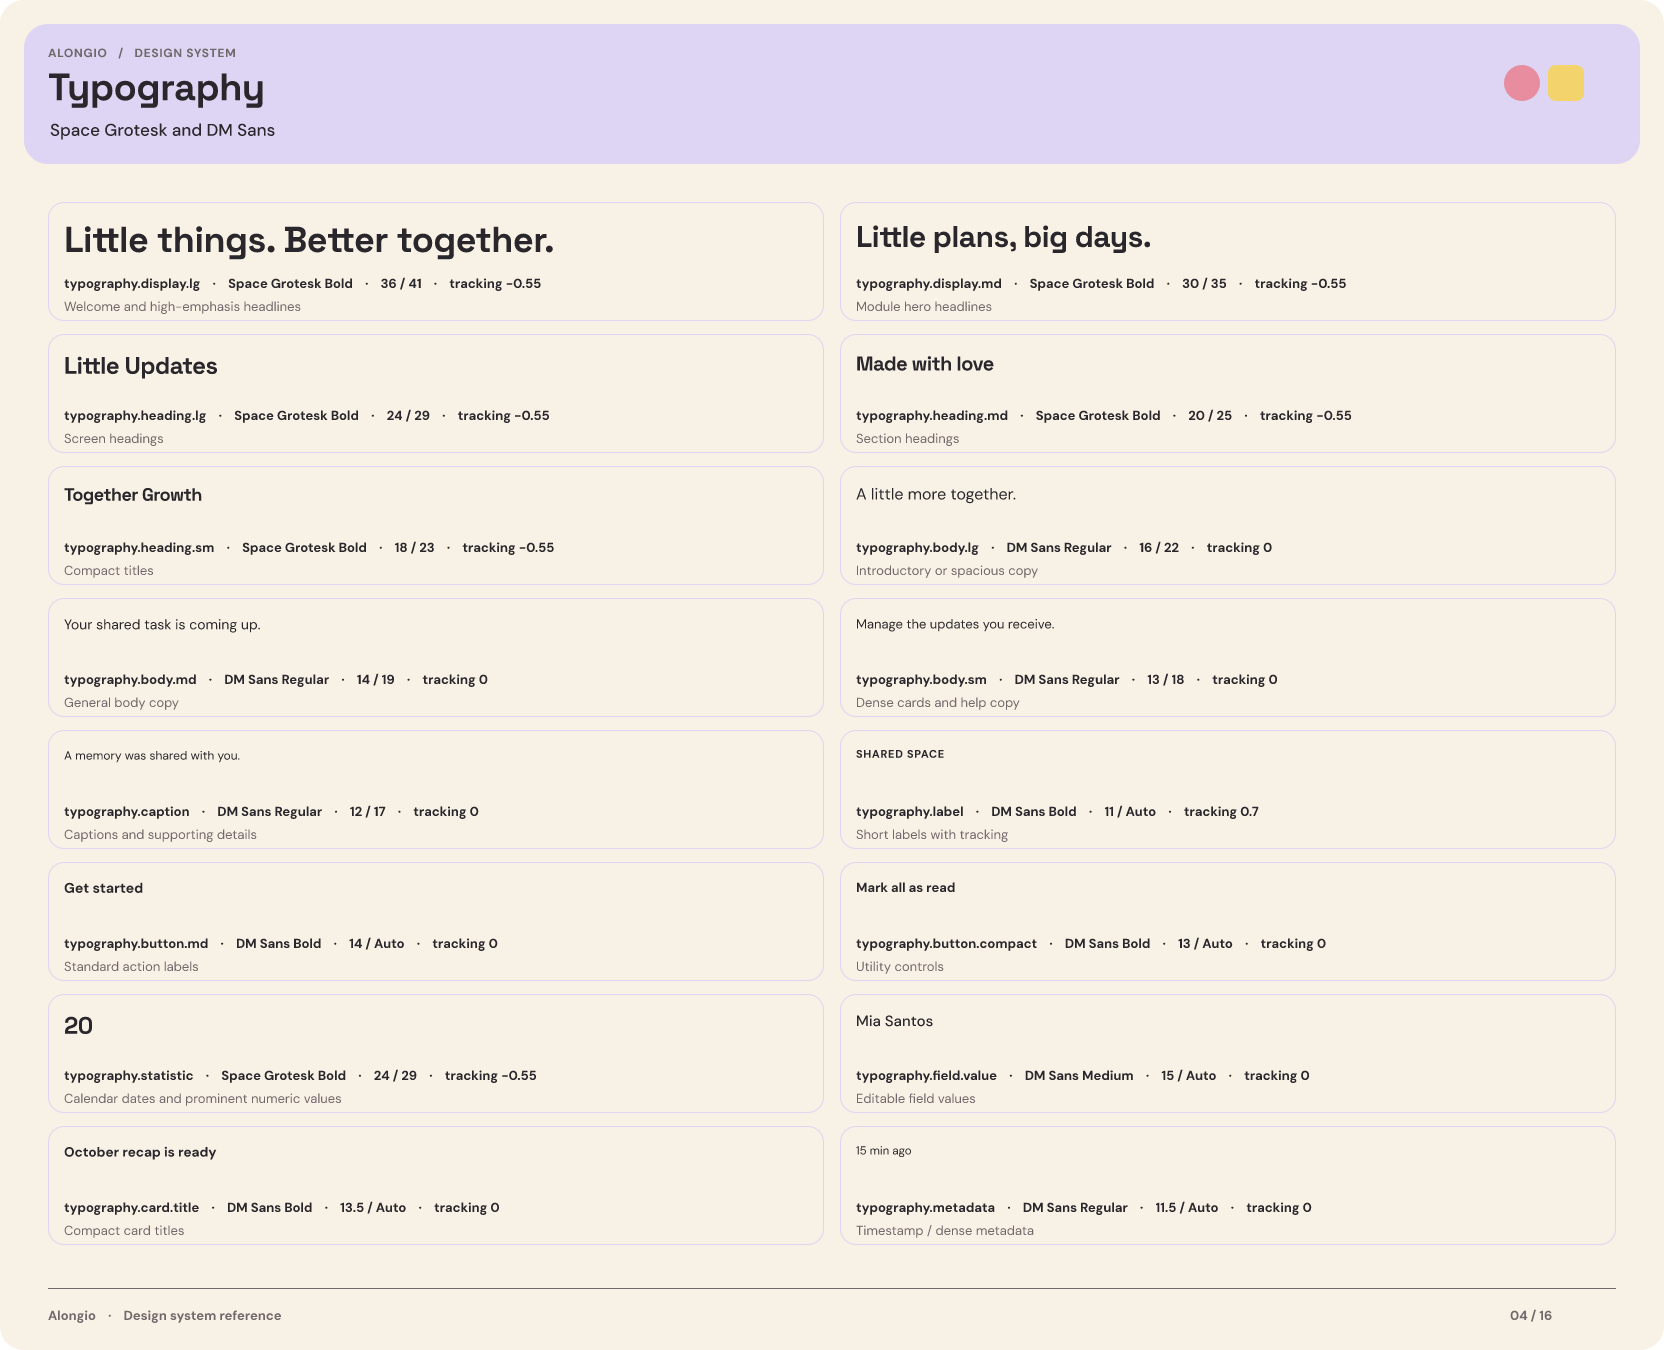 ALONGIO / DESIGN SYSTEM
Typography
Space Grotesk and DM Sans
Little things. Better together.
typography.display.lg · Space Grotesk Bold · 36 / 41 · tracking -0.55
Welcome and high-emphasis headlines
Little plans, big days.
typography.display.md · Space Grotesk Bold · 30 / 35 · tracking -0.55
Module hero headlines
Little Updates
typography.heading.lg · Space Grotesk Bold · 24 / 29 · tracking -0.55
Screen headings
Made with love
typography.heading.md · Space Grotesk Bold · 20 / 25 · tracking -0.55
Section headings
Together Growth
typography.heading.sm · Space Grotesk Bold · 18 / 23 · tracking -0.55
Compact titles
A little more together.
typography.body.lg · DM Sans Regular · 16 / 22 · tracking 0
Introductory or spacious copy
Your shared task is coming up.
typography.body.md · DM Sans Regular · 14 / 19 · tracking 0
General body copy
Manage the updates you receive.
typography.body.sm · DM Sans Regular · 13 / 18 · tracking 0
Dense cards and help copy
A memory was shared with you.
typography.caption · DM Sans Regular · 12 / 17 · tracking 0
Captions and supporting details
SHARED SPACE
typography.label · DM Sans Bold · 11 / Auto · tracking 0.7
Short labels with tracking
Get started
typography.button.md · DM Sans Bold · 14 / Auto · tracking 0
Standard action labels
Mark all as read
typography.button.compact · DM Sans Bold · 13 / Auto · tracking 0
Utility controls
20
typography.statistic · Space Grotesk Bold · 24 / 29 · tracking -0.55
Calendar dates and prominent numeric values
Mia Santos
typography.field.value · DM Sans Medium · 15 / Auto · tracking 0
Editable field values
October recap is ready
typography.card.title · DM Sans Bold · 13.5 / Auto · tracking 0
Compact card titles
15 min ago
typography.metadata · DM Sans Regular · 11.5 / Auto · tracking 0
Timestamp / dense metadata
Alongio · Design system reference
04 / 16